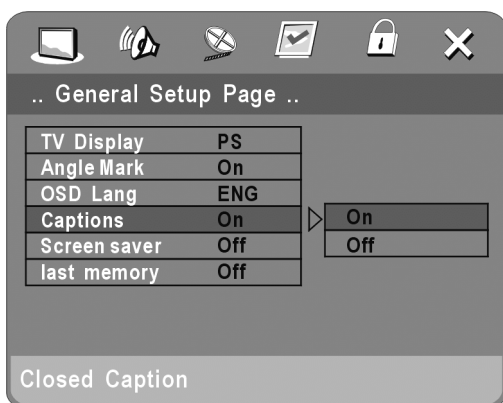 .. General Setup Page ..
TV Display PS
Angle Mark On
OSD Lang ENG
Captions On On
Screen saver Off Off
last memory Off
Closed Caption